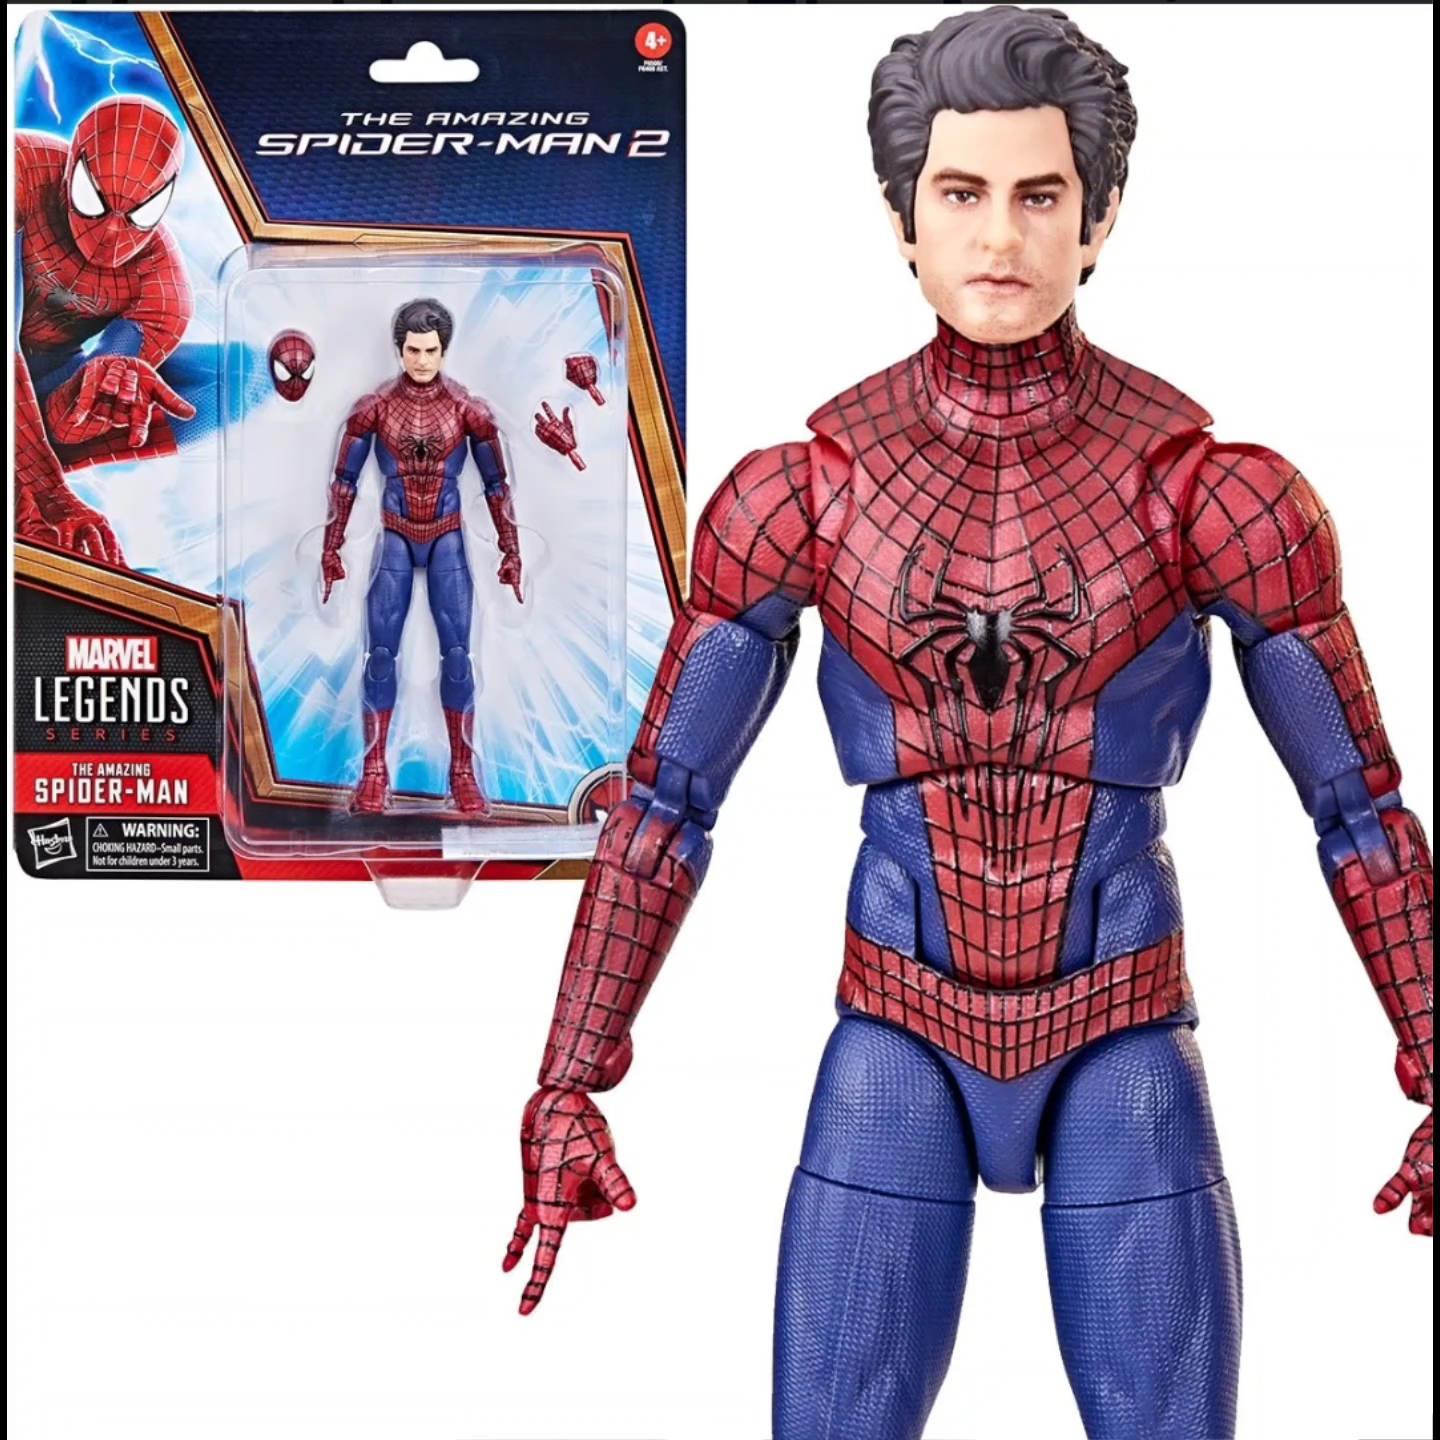 4+
THE AMAZING
SPIDER-MAN 2
MARVEL
LEGENDS
SERIES
THE AMAZING
SPIDER-MAN
Hasbro
WARNING:
CHOKING HAZARD–Small parts.
Not for children under 3 years.